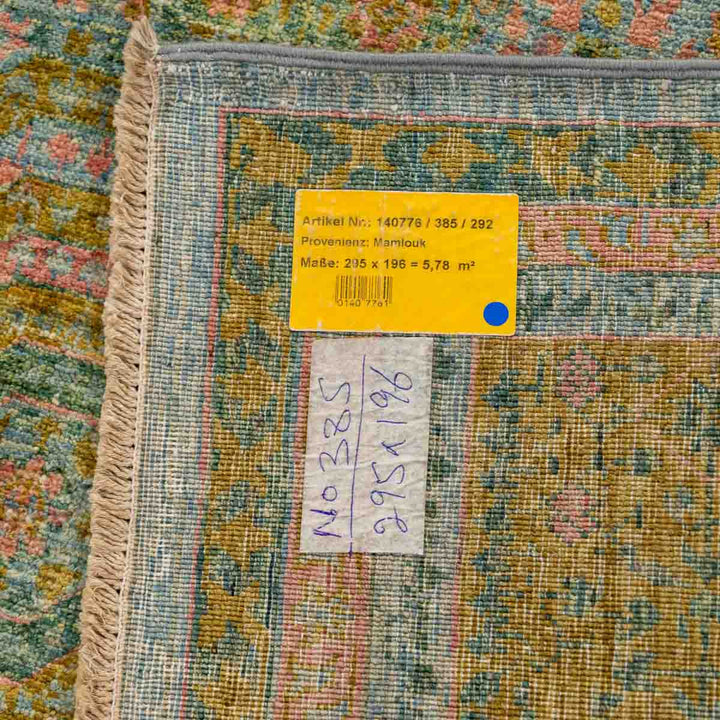 Artikel Nr.: 140776 / 385 / 292
Provenienz: Mamlouk
Maße: 295 x 196 = 5,78 m²
0140 7761
No 385
295 x 196